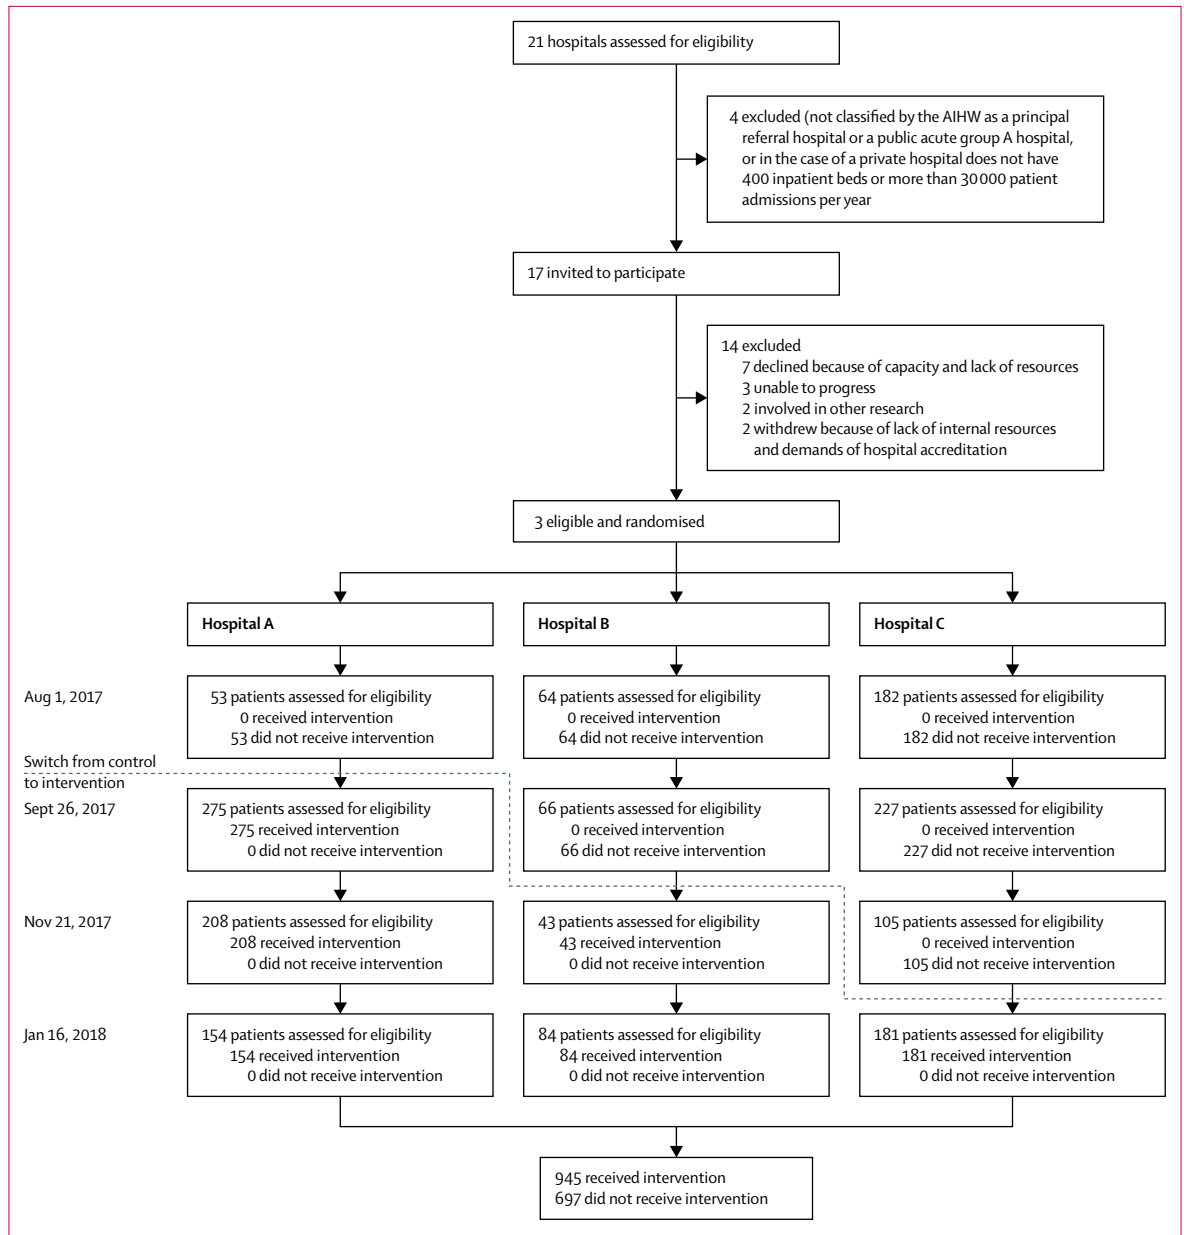 21 hospitals assessed for eligibility
4 excluded (not classified by the AIHW as a principal
referral hospital or a public acute group A hospital,
or in the case of a private hospital does not have
400 inpatient beds or more than 30 000 patient
admissions per year
17 invited to participate
14 excluded
7 declined because of capacity and lack of resources
3 unable to progress
2 involved in other research
2 withdrew because of lack of internal resources
and demands of hospital accreditation
3 eligible and randomised
Hospital A
Hospital B
Hospital C
Aug 1, 2017
53 patients assessed for eligibility
0 received intervention
53 did not receive intervention
64 patients assessed for eligibility
0 received intervention
64 did not receive intervention
182 patients assessed for eligibility
0 received intervention
182 did not receive intervention
Switch from control
to intervention
Sept 26, 2017
275 patients assessed for eligibility
275 received intervention
0 did not receive intervention
66 patients assessed for eligibility
0 received intervention
66 did not receive intervention
227 patients assessed for eligibility
0 received intervention
227 did not receive intervention
Nov 21, 2017
208 patients assessed for eligibility
208 received intervention
0 did not receive intervention
43 patients assessed for eligibility
43 received intervention
0 did not receive intervention
105 patients assessed for eligibility
0 received intervention
105 did not receive intervention
Jan 16, 2018
154 patients assessed for eligibility
154 received intervention
0 did not receive intervention
84 patients assessed for eligibility
84 received intervention
0 did not receive intervention
181 patients assessed for eligibility
181 received intervention
0 did not receive intervention
945 received intervention
697 did not receive intervention